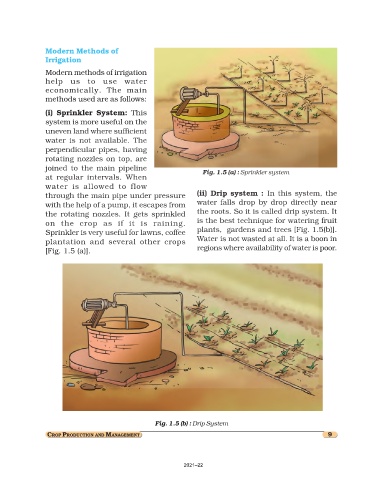 Modern Methods of
Irrigation
Modern methods of irrigation
help us to use water
economically. The main
methods used are as follows:
(i) Sprinkler System: This
system is more useful on the
uneven land where sufficient
water is not available. The
perpendicular pipes, having
rotating nozzles on top, are
joined to the main pipeline
at regular intervals. When
water is allowed to flow
through the main pipe under pressure
with the help of a pump, it escapes from
the rotating nozzles. It gets sprinkled
on the crop as if it is raining.
Sprinkler is very useful for lawns, coffee
plantation and several other crops
[Fig. 1.5 (a)].
Fig. 1.5 (a) : Sprinkler system
(ii) Drip system : In this system, the
water falls drop by drop directly near
the roots. So it is called drip system. It
is the best technique for watering fruit
plants, gardens and trees [Fig. 1.5(b)].
Water is not wasted at all. It is a boon in
regions where availability of water is poor.
Fig. 1.5 (b) : Drip System
CROP PRODUCTION AND MANAGEMENT
9
2021–22